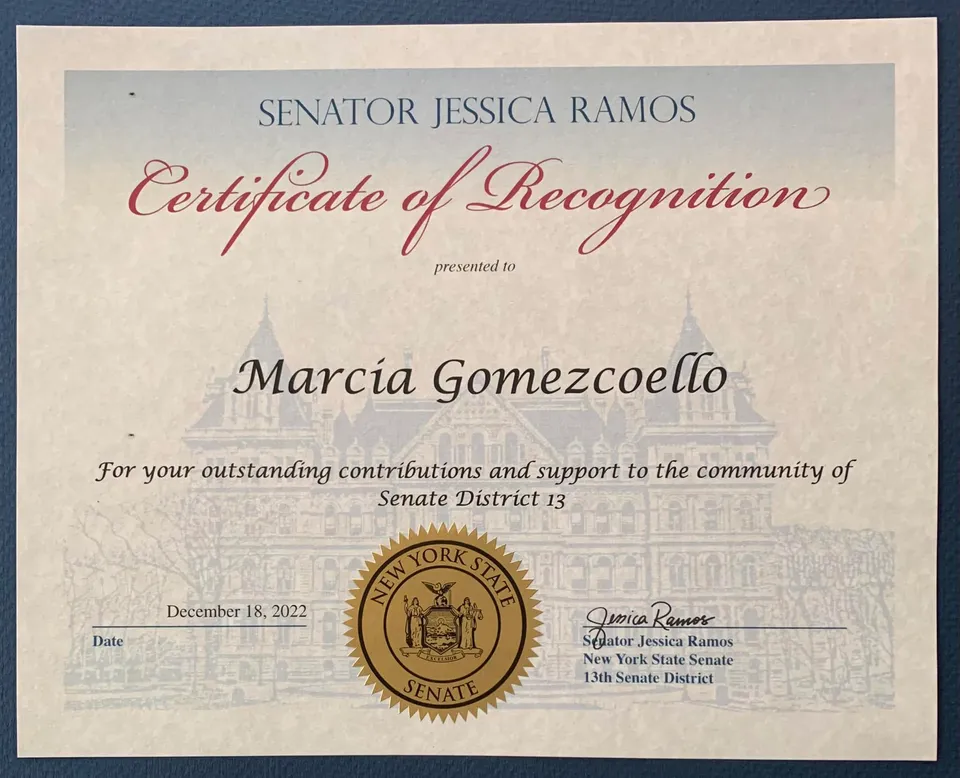 SENATOR JESSICA RAMOS
Certificate of Recognition
presented to
Marcia Gomezcoello
For your outstanding contributions and support to the community of
Senate District 13
NEW YORK STATE
EXCELSIOR
SENATE
December 18, 2022
Date
Jessica Ramos
Senator Jessica Ramos
New York State Senate
13th Senate District